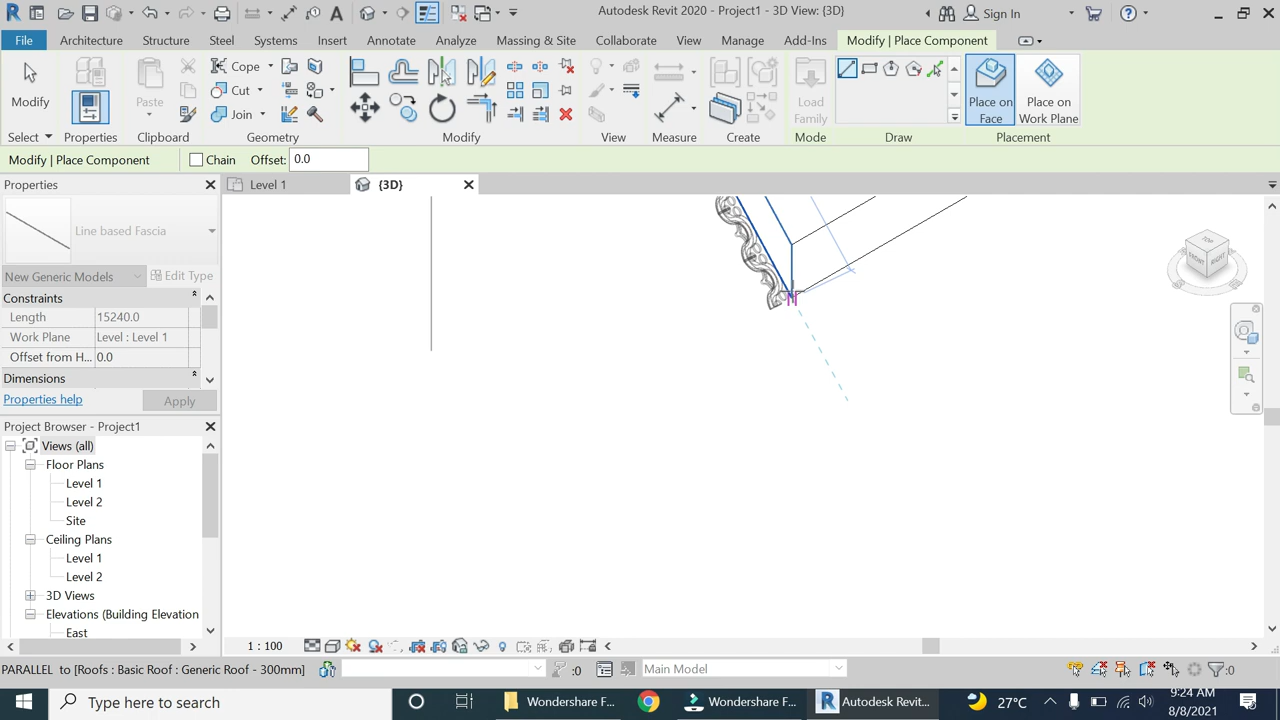 Autodesk Revit 2020 - Project1 - 3D View: {3D}
Sign In
File
Architecture
Structure
Steel
Systems
Insert
Annotate
Analyze
Massing & Site
Collaborate
View
Manage
Add-Ins
Modify | Place Component
Modify
Select
Properties
Paste
Clipboard
Cope
Cut
Join
Geometry
Modify
View
Measure
Create
Load
Family
Mode
Draw
Place on
Face
Place on
Work Plane
Placement
Modify | Place Component
Chain
Offset:
0.0
Properties
Level 1
{3D}
Line based Fascia
New Generic Models
Edit Type
Constraints
Length
15240.0
Work Plane
Level : Level 1
Offset from H...
0.0
Dimensions
Properties help
Apply
Project Browser - Project1
Views (all)
Floor Plans
Level 1
Level 2
Site
Ceiling Plans
Level 1
Level 2
3D Views
Elevations (Building Elevation
East
TOP
FRONT
RIGHT
1 : 100
PARALLEL to [Roofs : Basic Roof : Generic Roof - 300mm]
:0
Main Model
:0
Type here to search
Wondershare F...
Wondershare F...
Autodesk Revit...
27°C
9:24 AM
8/8/2021